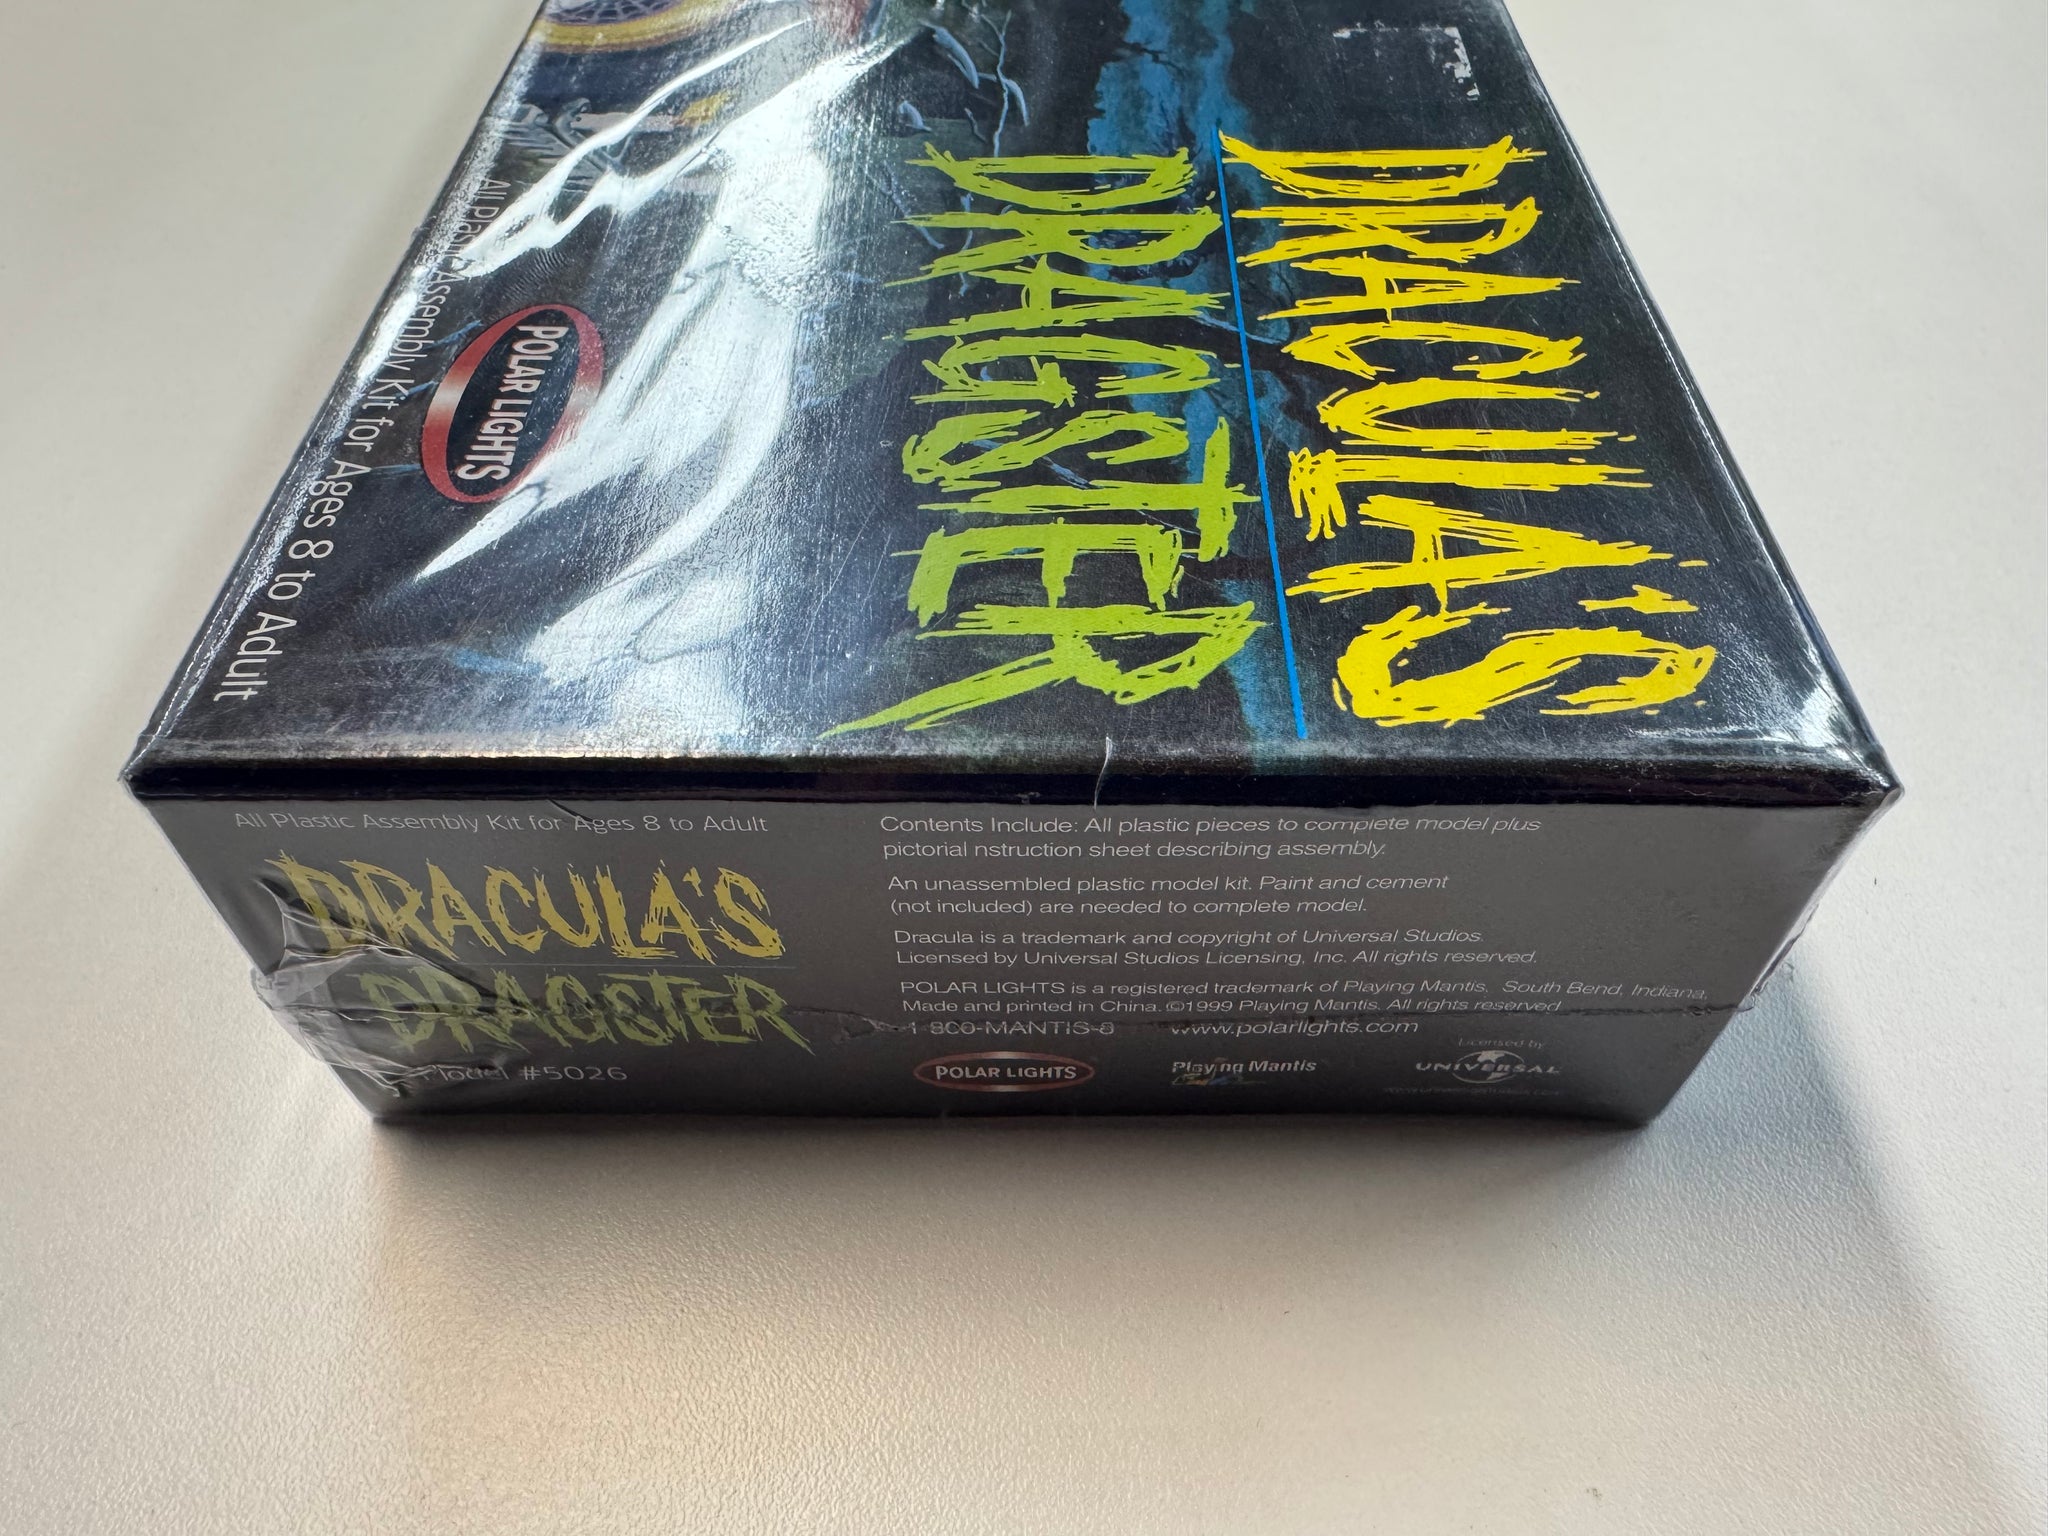 DRACULA'S
DRAGSTER
POLAR LIGHTS
All Plastic Assembly Kit for Ages 8 to Adult
All Plastic Assembly Kit for Ages 8 to Adult
DRACULA'S
DRAGSTER
Model #5026
Contents Include: All plastic pieces to complete model plus
pictorial nstruction sheet describing assembly.
An unassembled plastic model kit. Paint and cement
(not included) are needed to complete model.
Dracula is a trademark and copyright of Universal Studios.
Licensed by Universal Studios Licensing, Inc. All rights reserved.
POLAR LIGHTS is a registered trademark of Playing Mantis, South Bend, Indiana,
Made and printed in China. ©1999 Playing Mantis. All rights reserved
1-800-MANTIS-8 www.polarlights.com
POLAR LIGHTS
Playing Mantis
Licensed by
UNIVERSAL